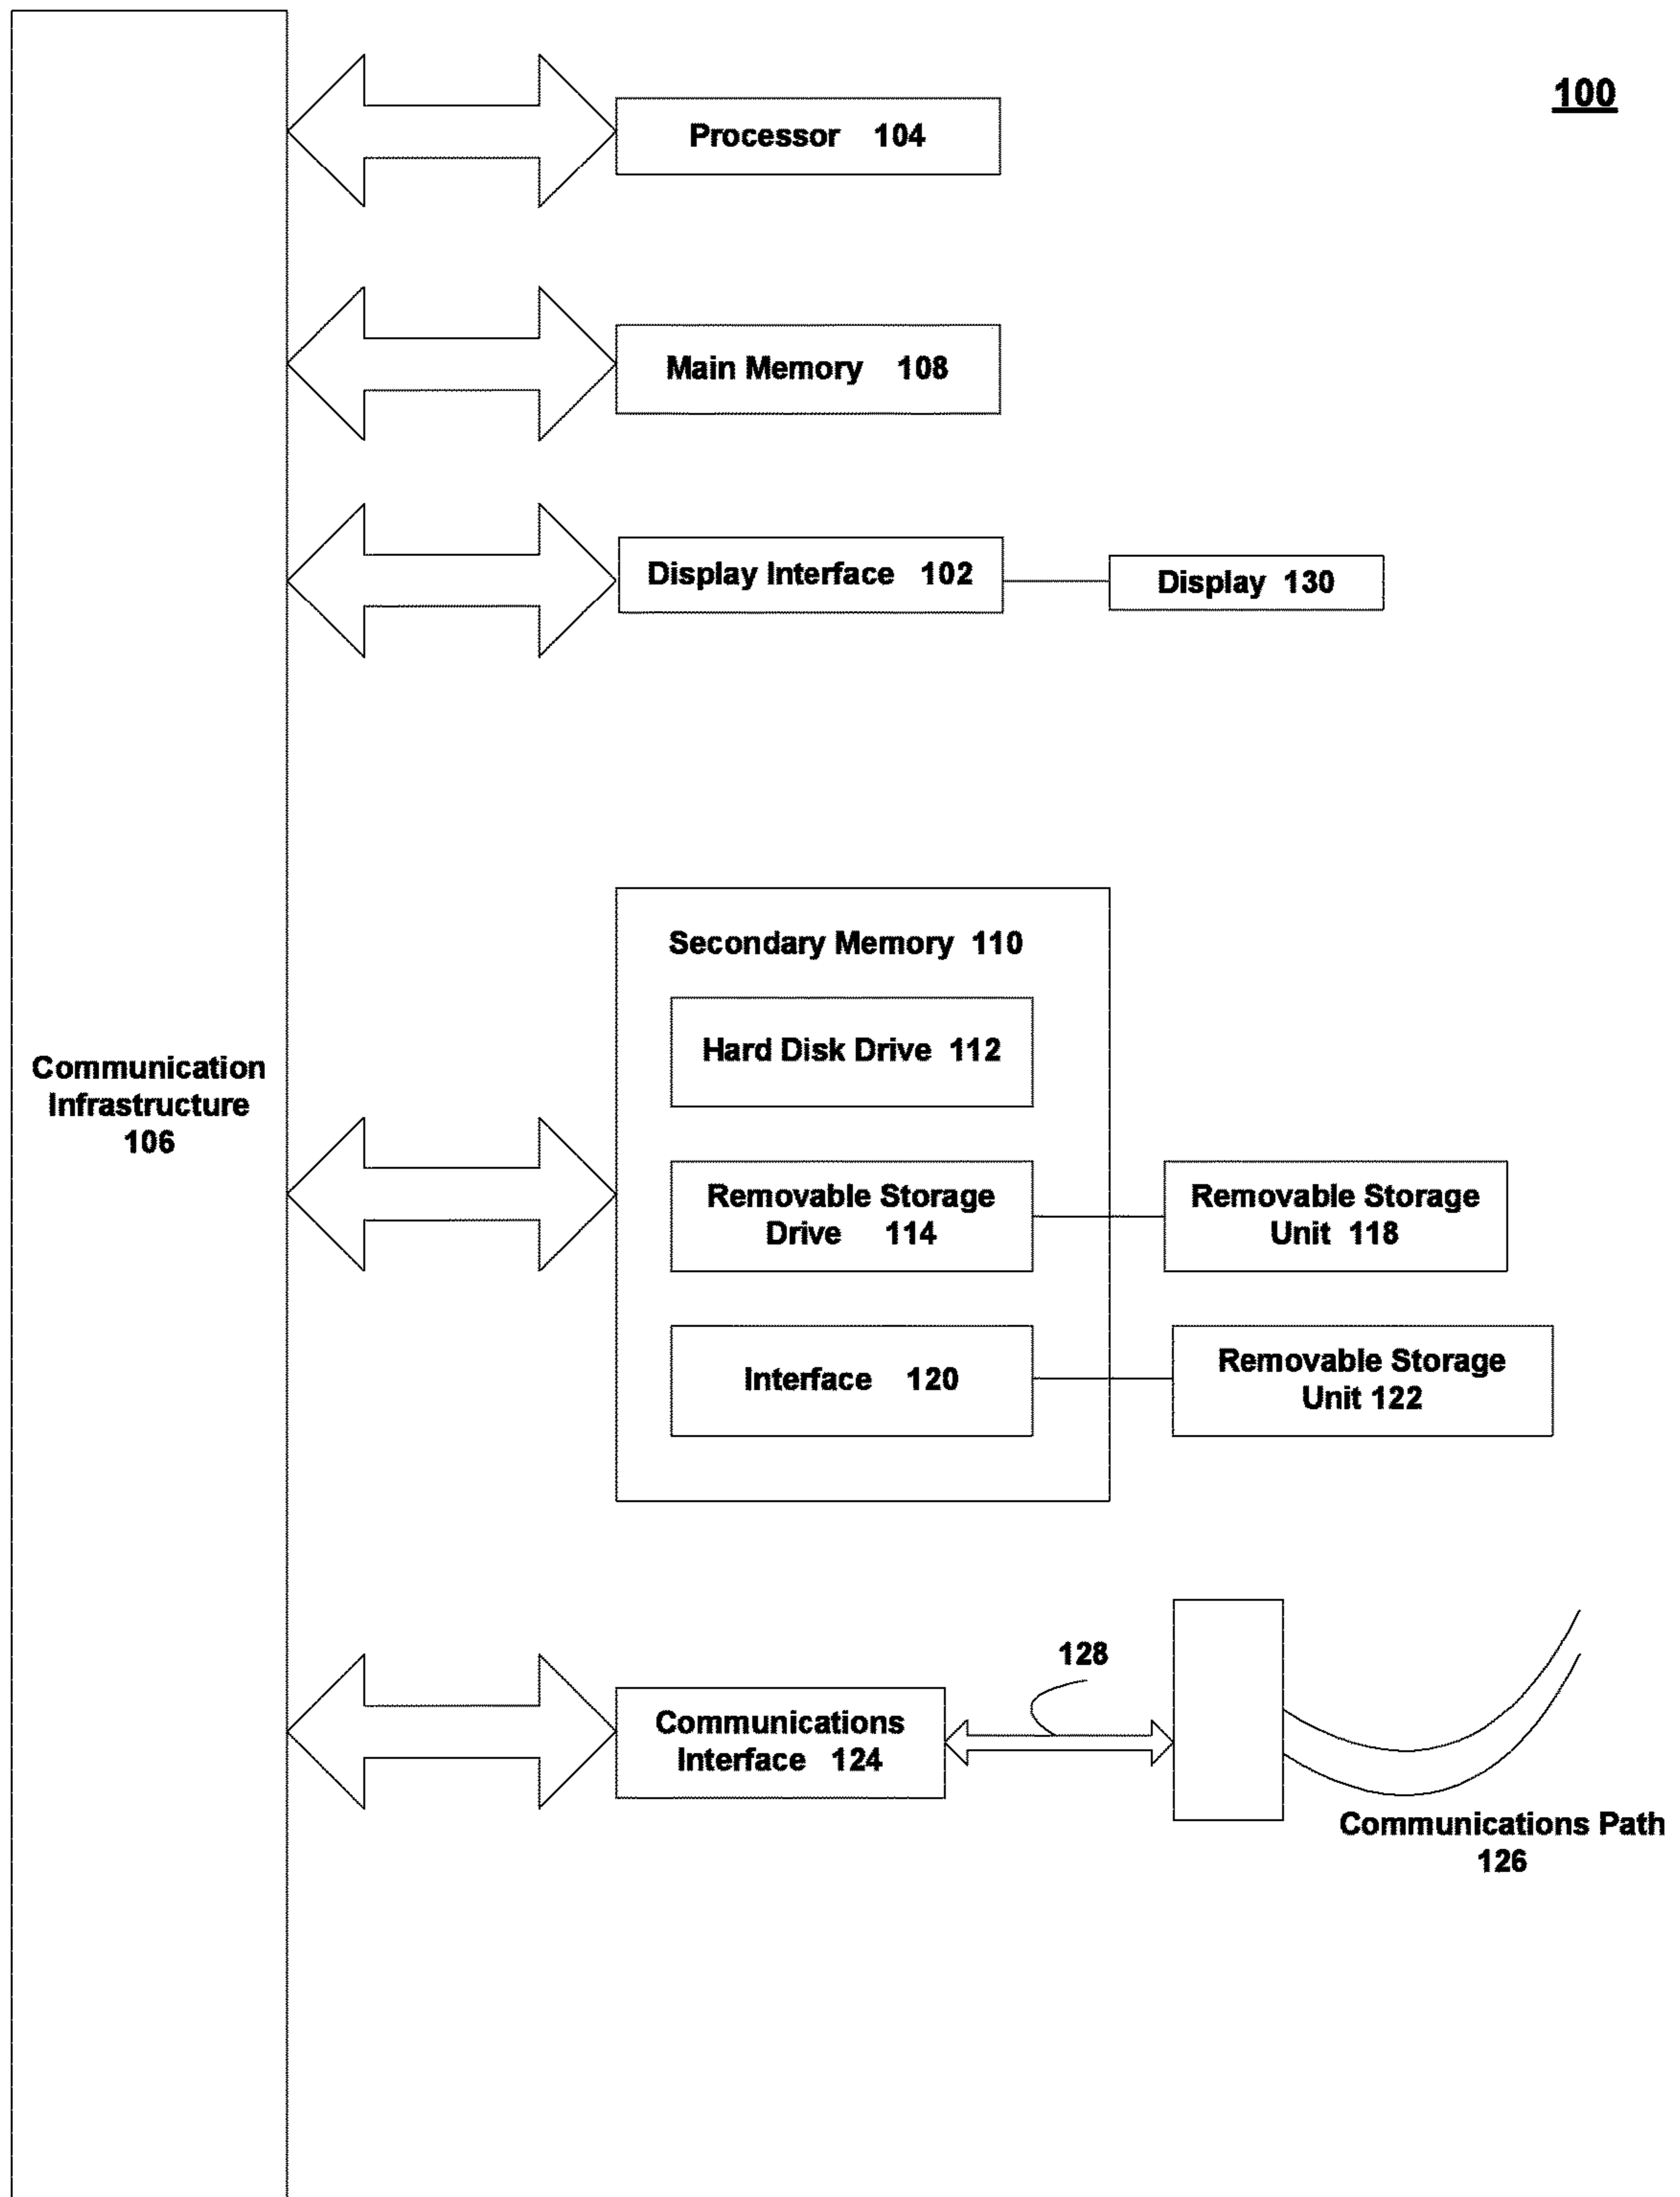 100
Processor 104
Main Memory 108
Display Interface 102
Display 130
Secondary Memory 110
Hard Disk Drive 112
Communication
Infrastructure
106
Removable Storage
Drive 114
Removable Storage
Unit 118
Interface 120
Removable Storage
Unit 122
128
Communications
Interface 124
Communications Path
126